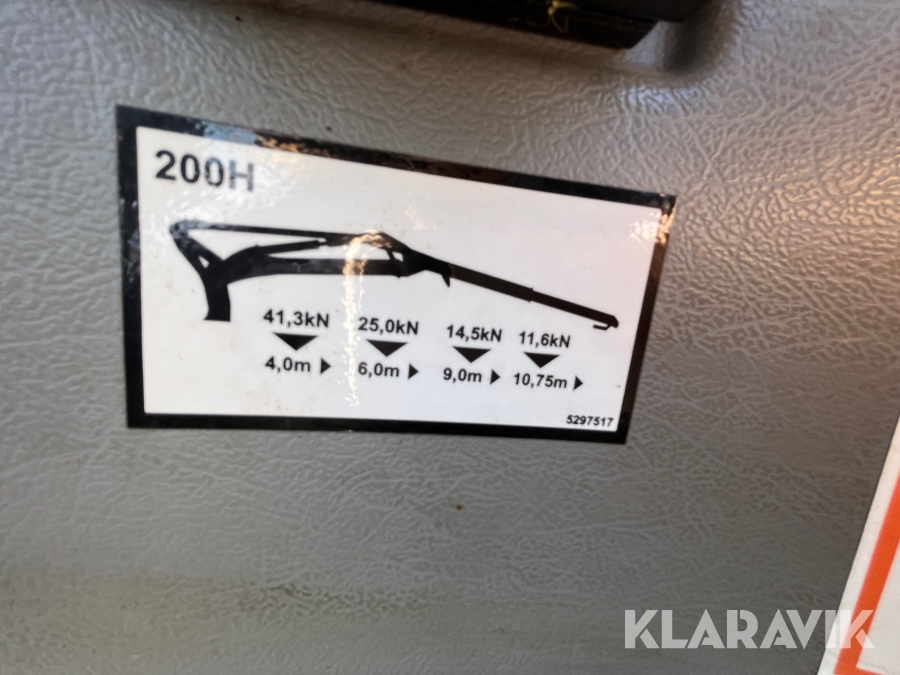 200H
41,3kN 25,0kN 14,5kN 11,6kN
4,0m 6,0m 9,0m 10,75m
5297517
KLARAVIK